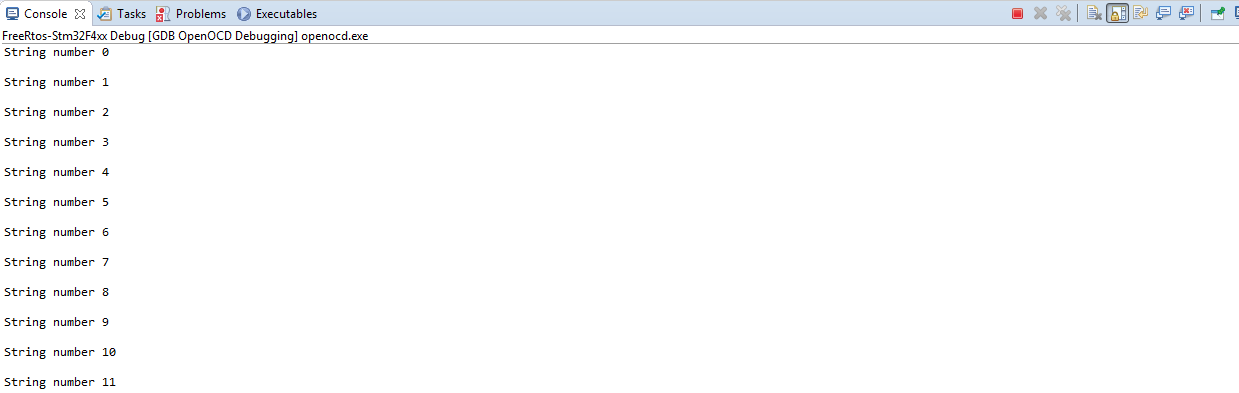 Console Tasks Problems Executables
FreeRtos-Stm32F4xx Debug [GDB OpenOCD Debugging] openocd.exe
String number 0
String number 1
String number 2
String number 3
String number 4
String number 5
String number 6
String number 7
String number 8
String number 9
String number 10
String number 11